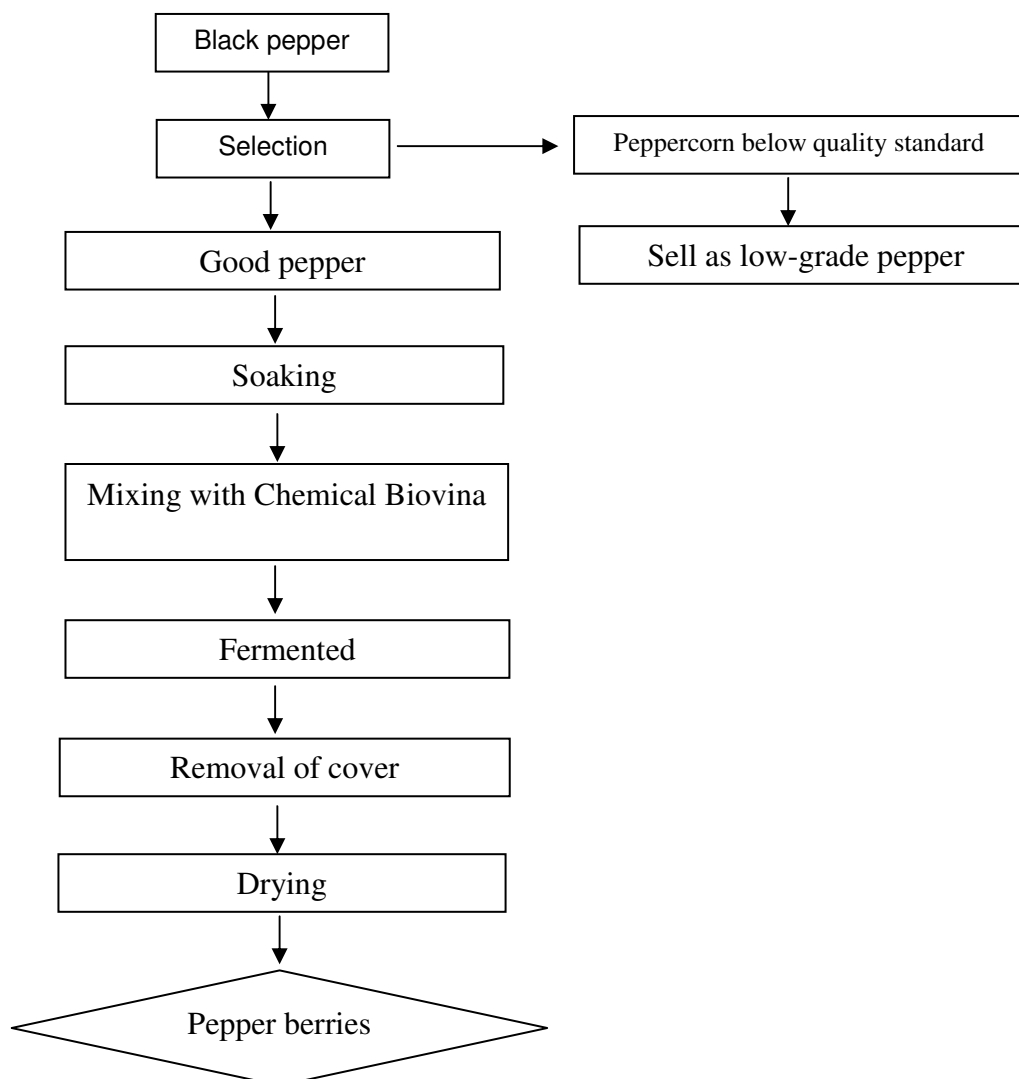 Black pepper
Selection
Peppercorn below quality standard
Good pepper
Sell as low-grade pepper
Soaking
Mixing with Chemical Biovina
Fermented
Removal of cover
Drying
Pepper berries